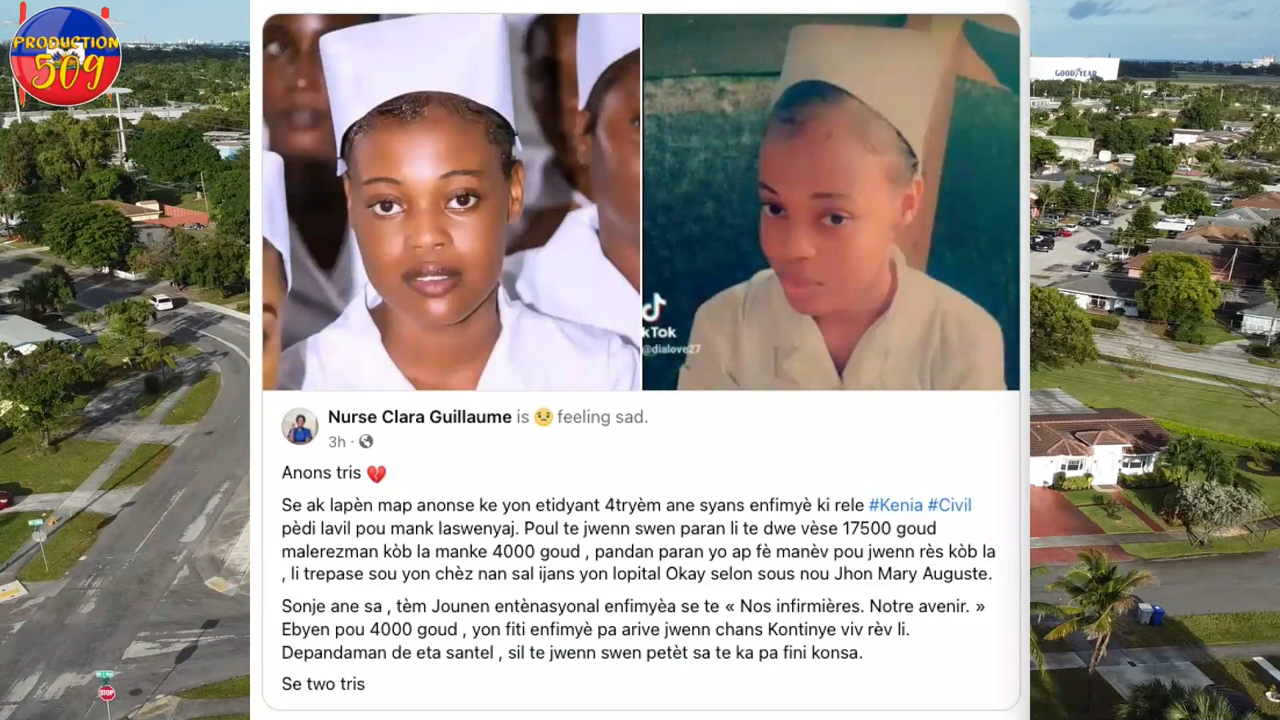 PRODUCTION
509
GOOD YEAR
kTok
@dialove27
Nurse Clara Guillaume is 😣 feeling sad.
3h ·
Anons tris 💔
Se ak lapèn map anonse ke yon etidyant 4tryèm ane syans enfimyè ki rele #Kenia #Civil
pèdi lavil pou mank laswenyaj. Poul te jwenn swen paran li te dwe vèse 17500 goud
malerezman kòb la manke 4000 goud , pandan paran yo ap fè manèv pou jwenn rès kòb la
, li trepase sou yon chèz nan sal ijans yon lopital Okay selon sous nou Jhon Mary Auguste.
Sonje ane sa , tèm Jounen entènasyonal enfimyèa se te « Nos infirmières. Notre avenir. »
Ebyen pou 4000 goud , yon fiti enfimyè pa arive jwenn chans Kontinye viv rèv li.
Depandaman de eta santel , sil te jwenn swen petèt sa te ka pa fini konsa.
Se two tris
STOP